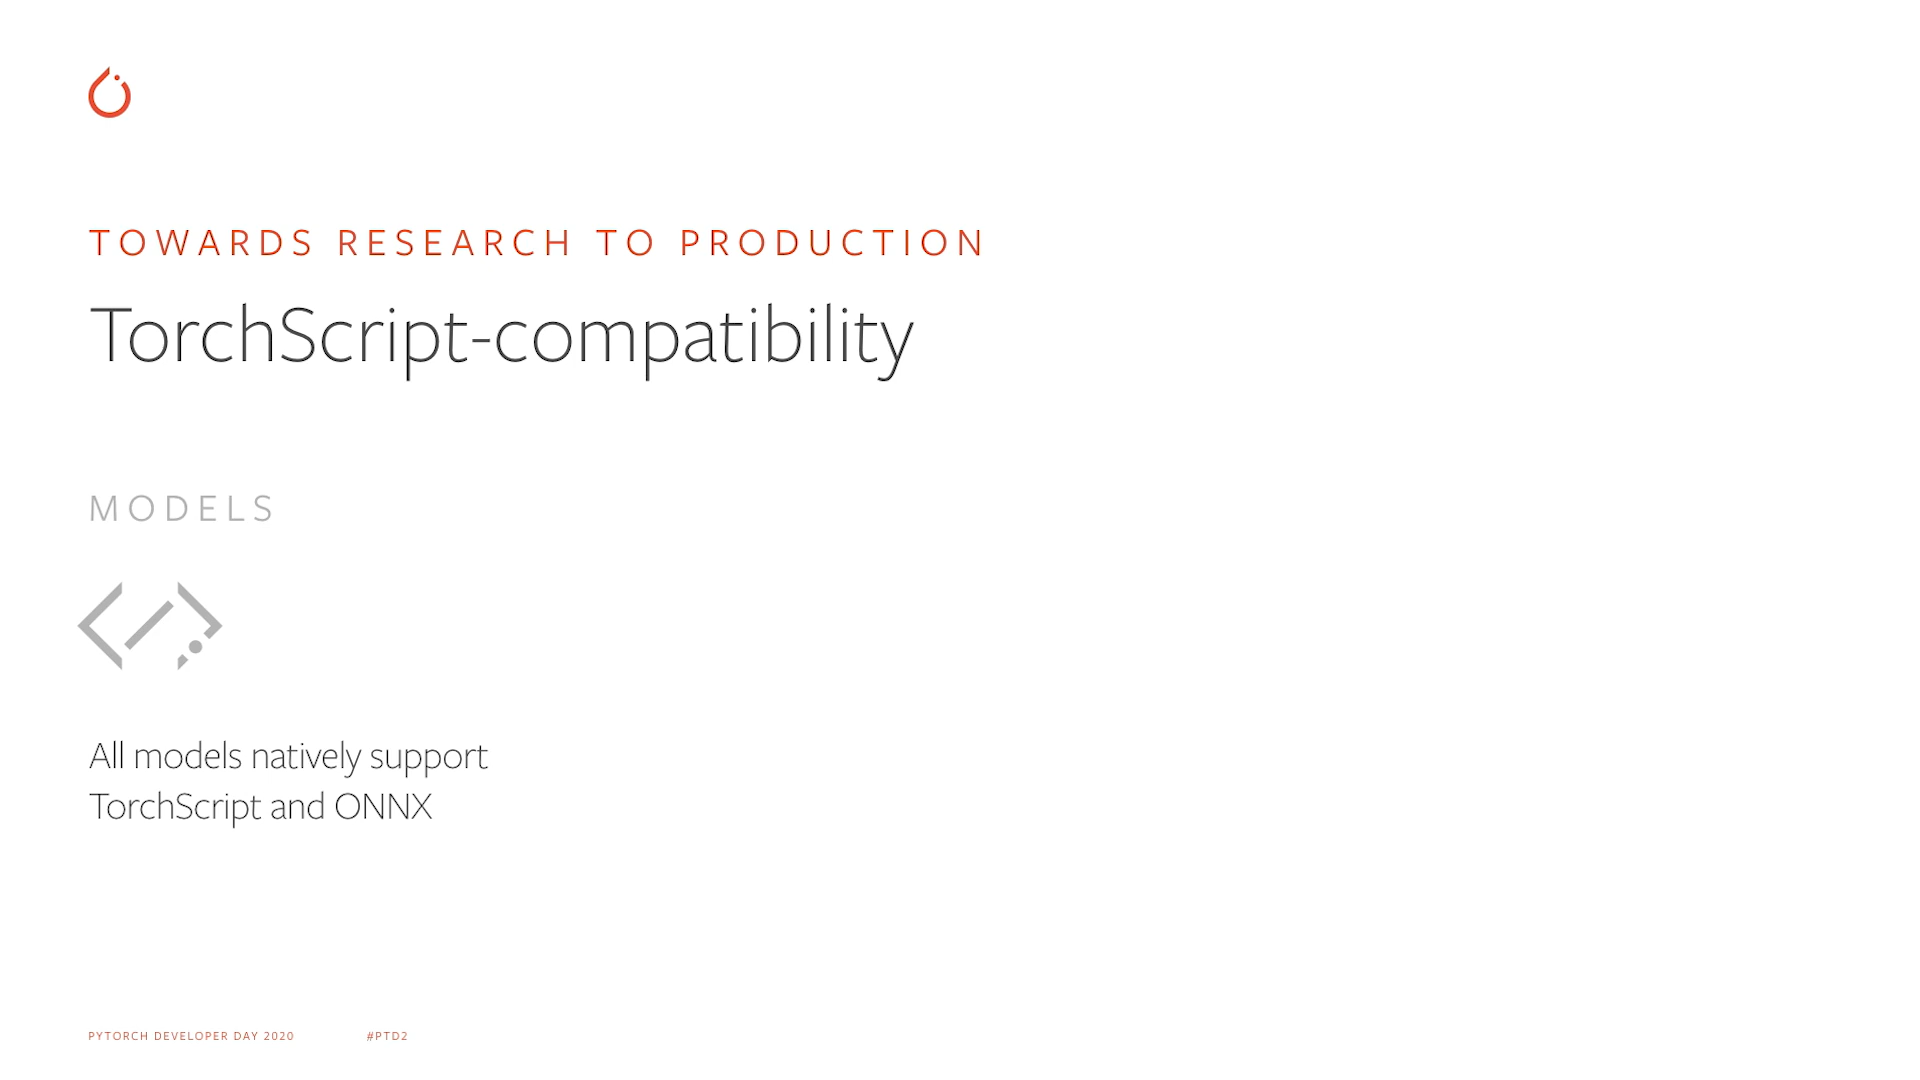 TOWARDS RESEARCH TO PRODUCTION
TorchScript-compatibility
MODELS
All models natively support
TorchScript and ONNX
PYTORCH DEVELOPER DAY 2020 #PTD2